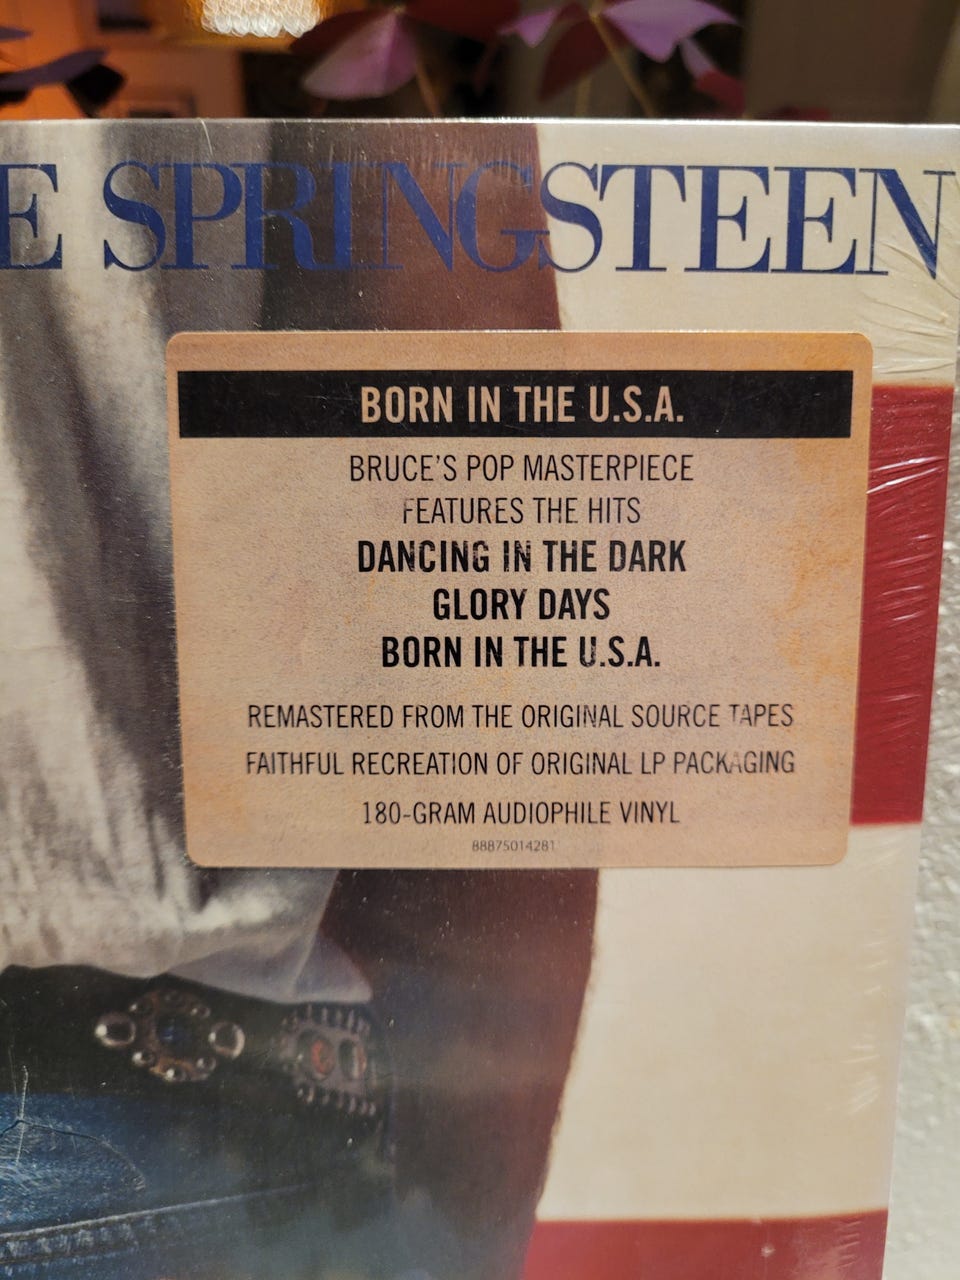 E SPRINGSTEEN
BORN IN THE U.S.A.
BRUCE'S POP MASTERPIECE
FEATURES THE HITS
DANCING IN THE DARK
GLORY DAYS
BORN IN THE U.S.A.
REMASTERED FROM THE ORIGINAL SOURCE TAPES
FAITHFUL RECREATION OF ORIGINAL LP PACKAGING
180-GRAM AUDIOPHILE VINYL
88875014281